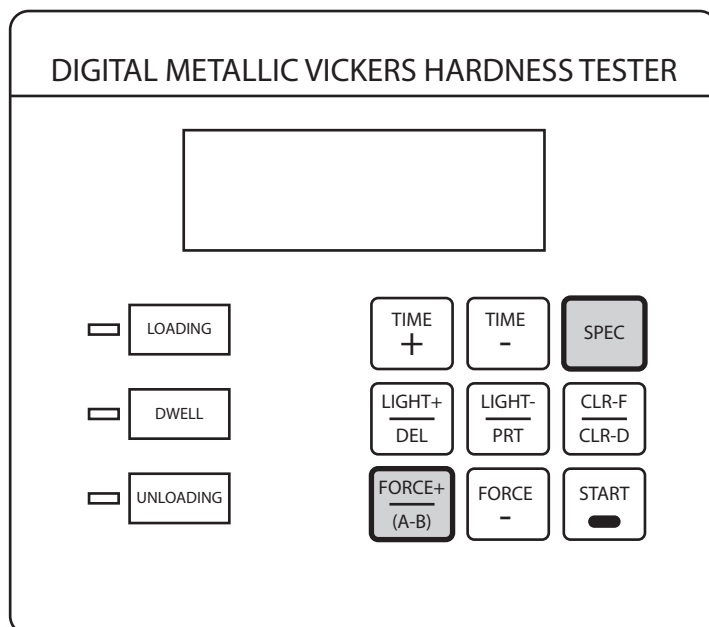 DIGITAL METALLIC VICKERS HARDNESS TESTER
LOADING
DWELL
UNLOADING
TIME
+
TIME
-
SPEC
LIGHT+
DEL
LIGHT-
PRT
CLR-F
CLR-D
FORCE+
(A-B)
FORCE
-
START